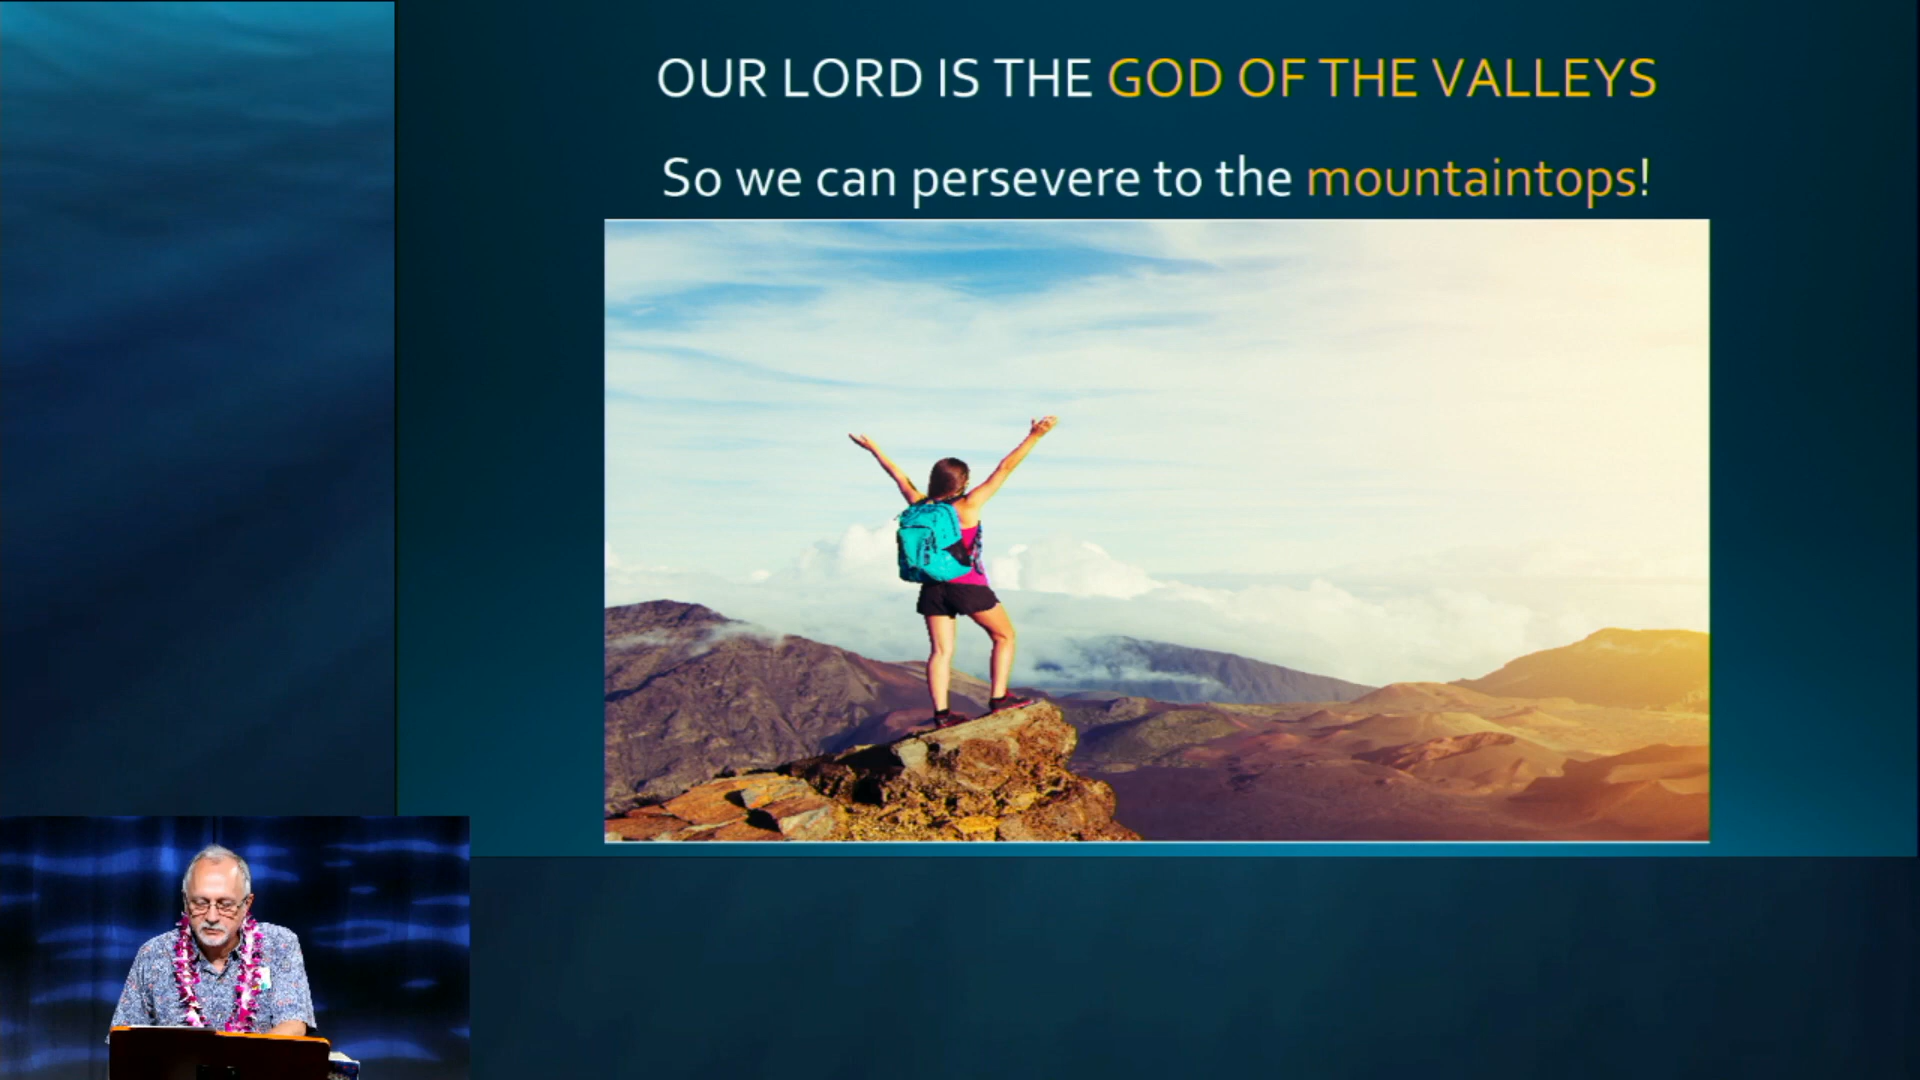 OUR LORD IS THE GOD OF THE VALLEYS
So we can persevere to the mountaintops!